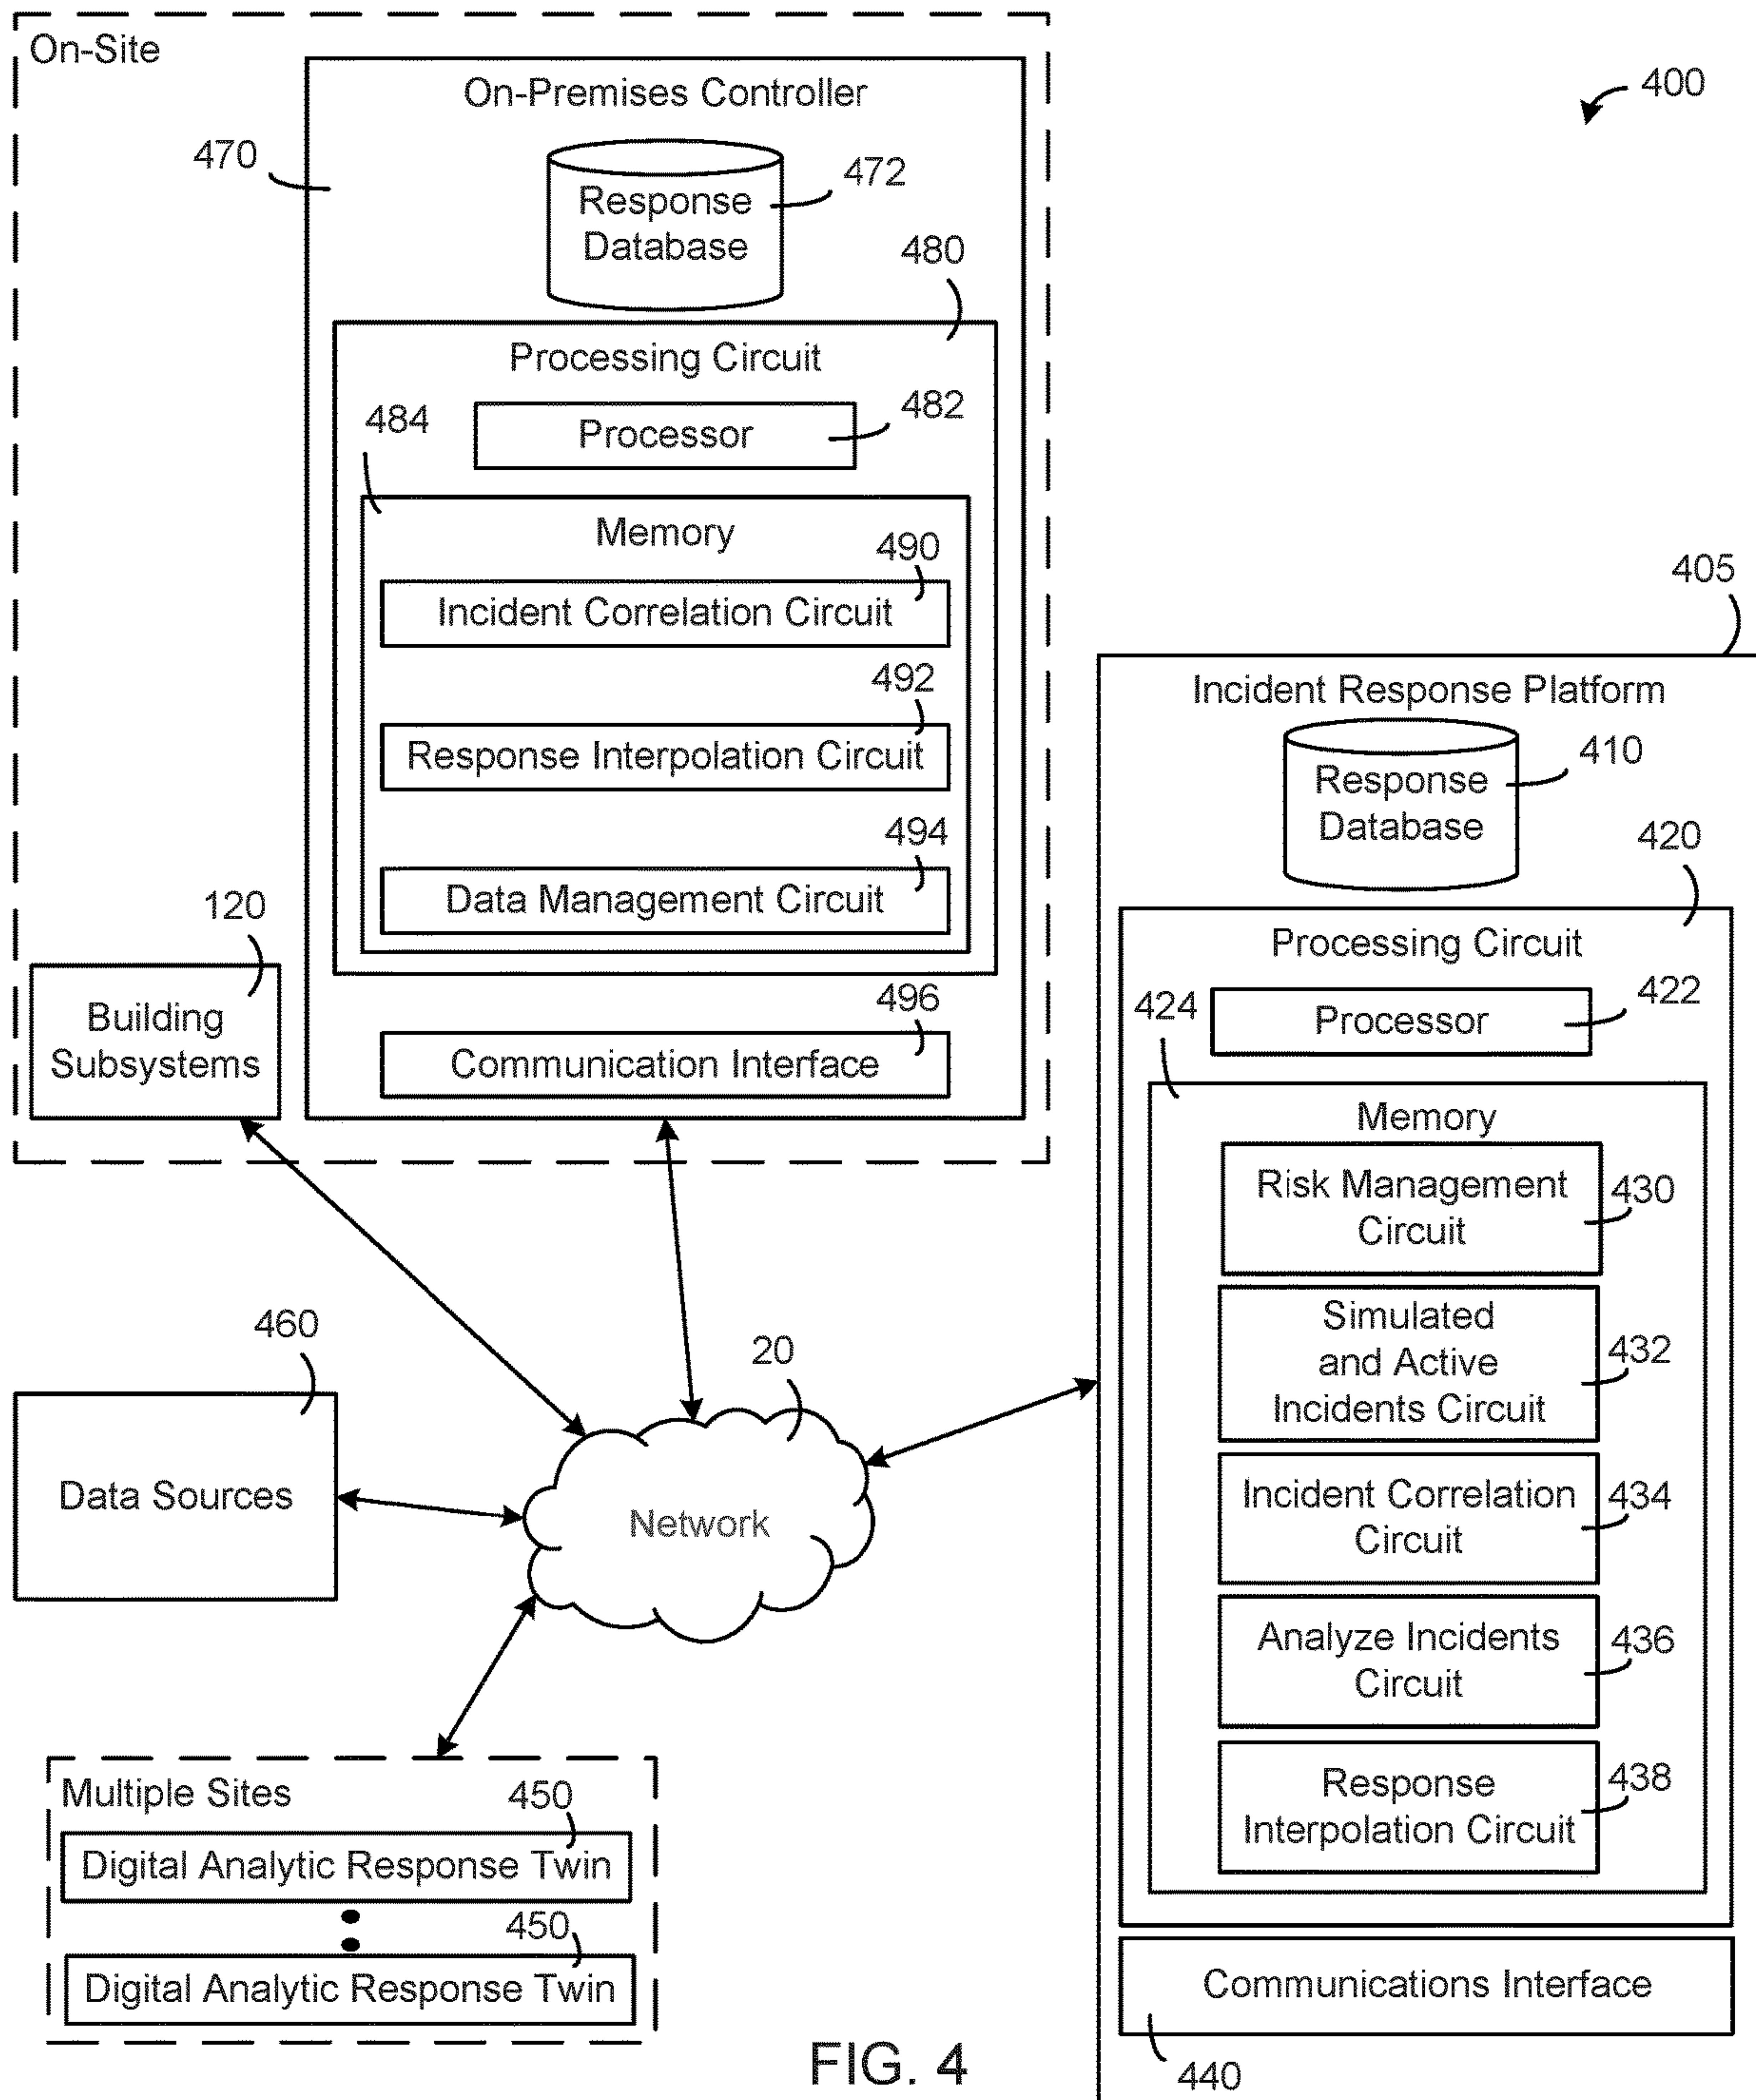 On-Site
On-Premises Controller
400
470
472
Response
Database
480
Processing Circuit
482
484
Processor
Memory
490
Incident Correlation Circuit
492
Response Interpolation Circuit
494
Data Management Circuit
120
Building
Subsystems
496
Communication Interface
405
Incident Response Platform
410
Response
Database
420
Processing Circuit
424
422
Processor
Memory
Risk Management
Circuit
430
Simulated
and Active
Incidents Circuit
432
Incident Correlation
Circuit
434
Analyze Incidents
Circuit
436
Response
Interpolation Circuit
438
Communications Interface
440
460
Data Sources
20
Network
Multiple Sites
450
Digital Analytic Response Twin
450
Digital Analytic Response Twin
FIG. 4